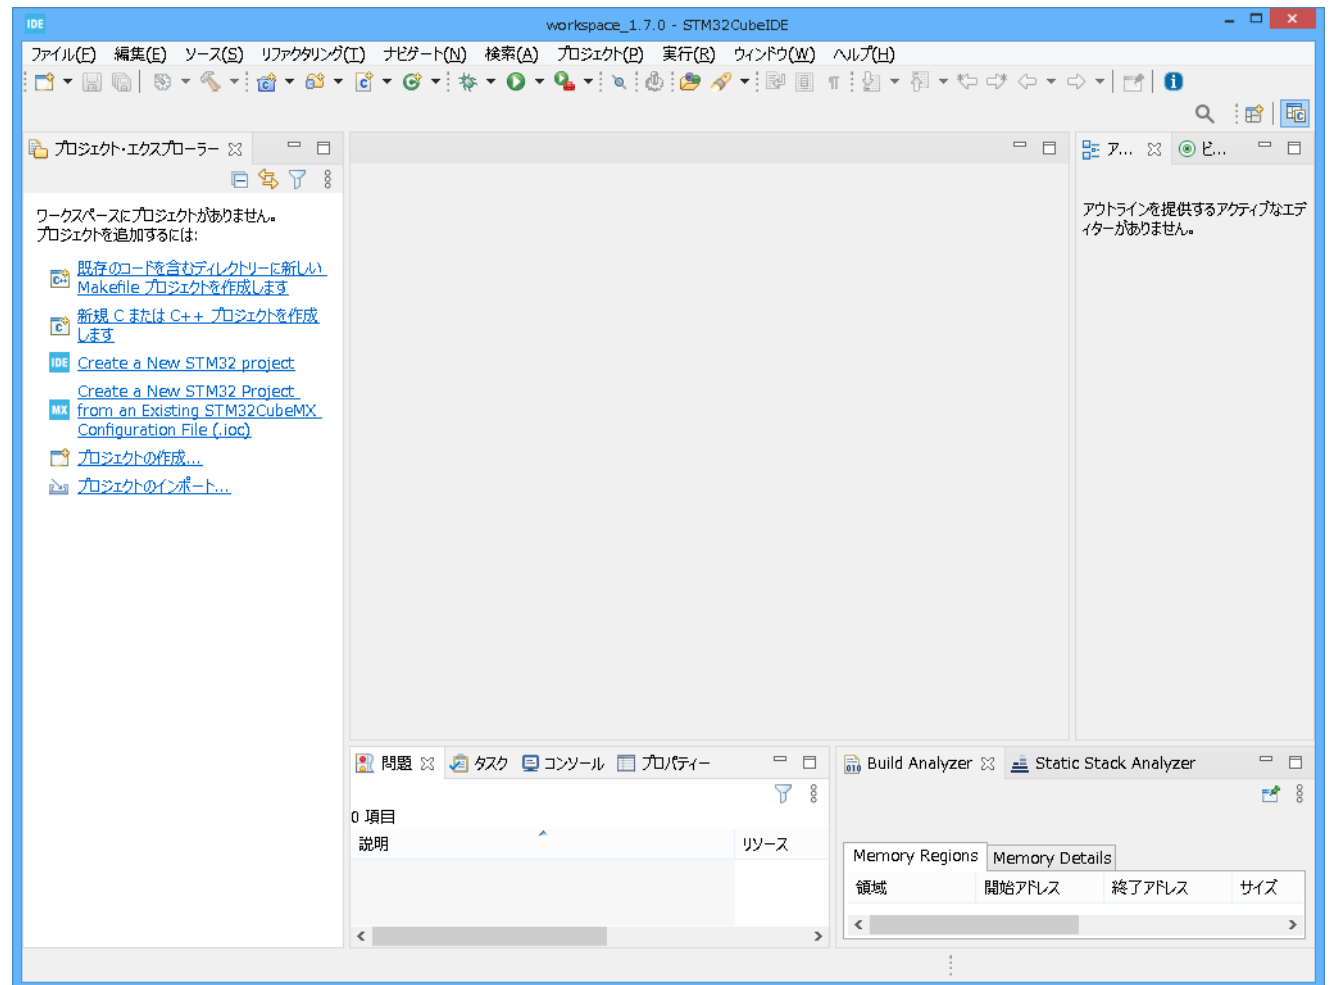 IDE
workspace_1.7.0 - STM32CubeIDE
ファイル(F) 編集(E) ソース(S) リファクタリング(T) ナビゲート(N) 検索(A) プロジェクト(P) 実行(R) ウィンドウ(W) ヘルプ(H)
プロジェクト・エクスプローラー
ワークスペースにプロジェクトがありません。
プロジェクトを追加するには:
既存のコードを含むディレクトリーに新しい
Makefile プロジェクトを作成します
新規 C または C++ プロジェクトを作成
します
IDE Create a New STM32 project
Create a New STM32 Project
MX from an Existing STM32CubeMX
Configuration File (.ioc)
プロジェクトの作成...
プロジェクトのインポート...
ア... ビ...
アウトラインを提供するアクティブなエデ
ィターがありません。
問題 タスク コンソール プロパティー
0 項目
説明 リソース
Build Analyzer Static Stack Analyzer
Memory Regions Memory Details
領域 開始アドレス 終了アドレス サイズ